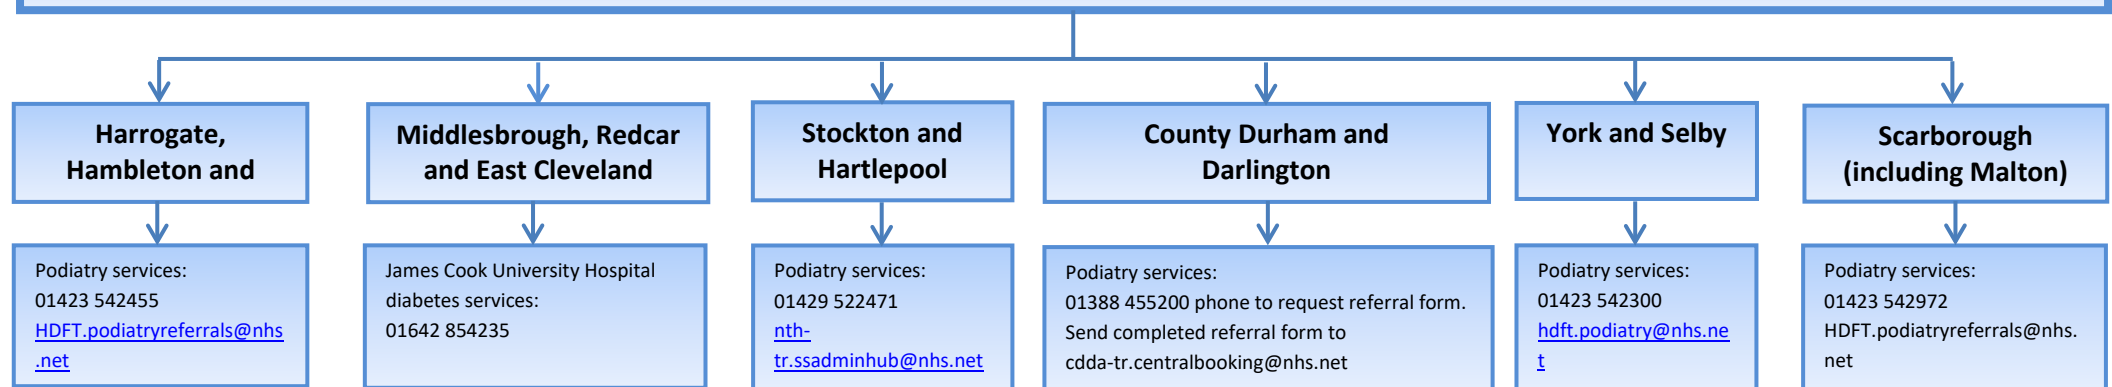 Harrogate,
Hambleton and
Middlesbrough, Redcar
and East Cleveland
Stockton and
Hartlepool
County Durham and
Darlington
York and Selby
Scarborough
(including Malton)
Podiatry services:
01423 542455
HDFT.podiatryreferrals@nhs
.net
James Cook University Hospital
diabetes services:
01642 854235
Podiatry services:
01429 522471
nth-
tr.ssadminhub@nhs.net
Podiatry services:
01388 455200 phone to request referral form.
Send completed referral form to
cdda-tr.centralbooking@nhs.net
Podiatry services:
01423 542300
hdft.podiatry@nhs.ne
t
Podiatry services:
01423 542972
HDFT.podiatryreferrals@nhs.
net